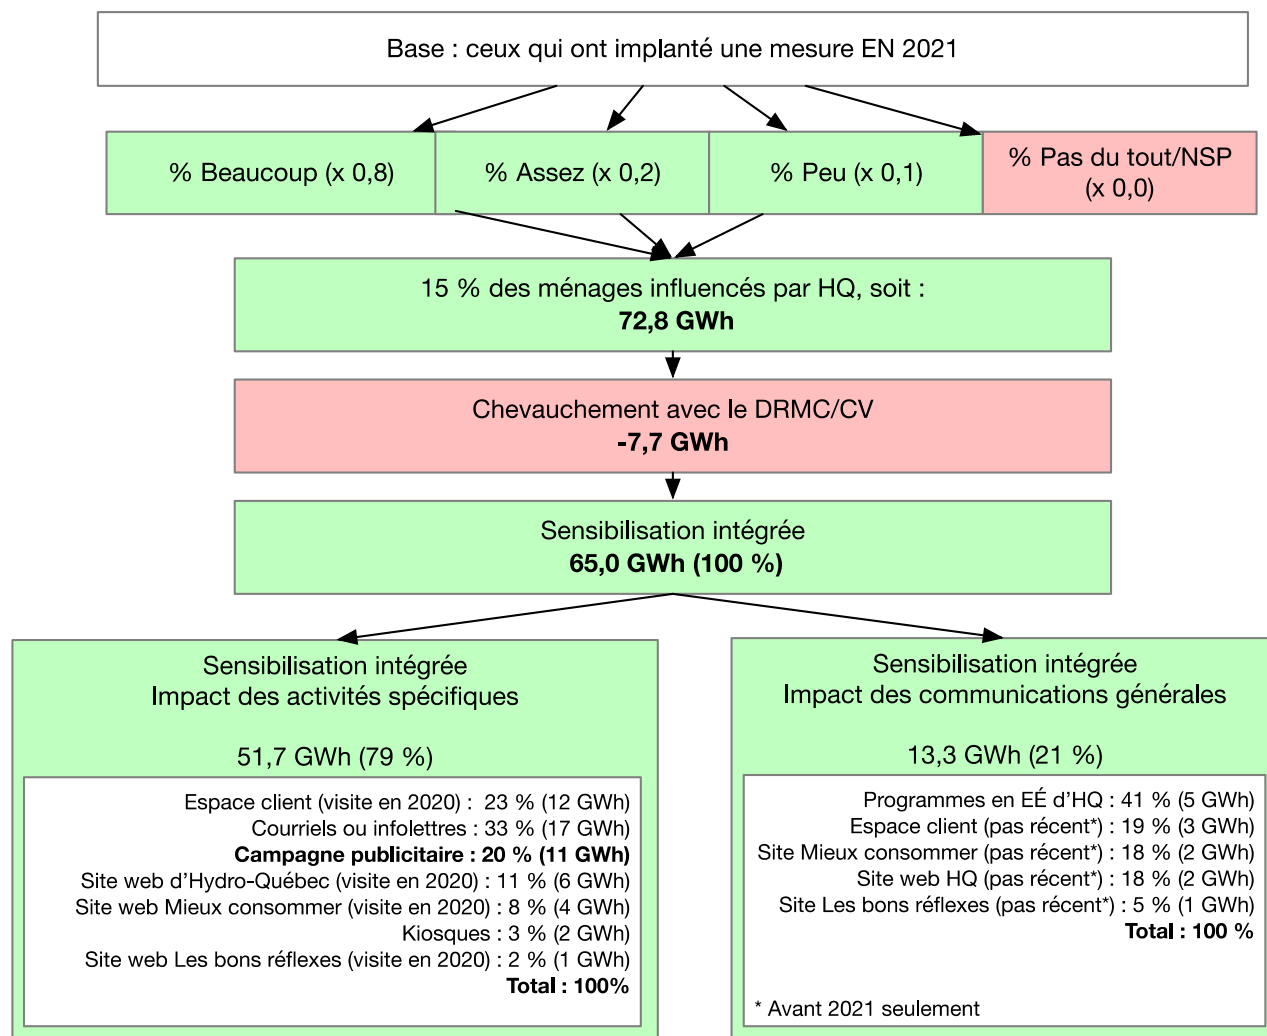 Base : ceux qui ont implanté une mesure EN 2021
% Beaucoup (x 0,8)
% Assez (x 0,2)
% Peu (x 0,1)
% Pas du tout/NSP
(x 0,0)
15 % des ménages influencés par HQ, soit :
72,8 GWh
Chevauchement avec le DRMC/CV
-7,7 GWh
Sensibilisation intégrée
65,0 GWh (100 %)
Sensibilisation intégrée
Impact des activités spécifiques
51,7 GWh (79 %)
Espace client (visite en 2020) : 23 % (12 GWh)
Courriels ou infolettres : 33 % (17 GWh)
Campagne publicitaire : 20 % (11 GWh)
Site web d'Hydro-Québec (visite en 2020) : 11 % (6 GWh)
Site web Mieux consommer (visite en 2020) : 8 % (4 GWh)
Kiosques : 3 % (2 GWh)
Site web Les bons réflexes (visite en 2020) : 2 % (1 GWh)
Total : 100%
Sensibilisation intégrée
Impact des communications générales
13,3 GWh (21 %)
Programmes en EÉ d'HQ : 41 % (5 GWh)
Espace client (pas récent*) : 19 % (3 GWh)
Site Mieux consommer (pas récent*) : 18 % (2 GWh)
Site web HQ (pas récent*) : 18 % (2 GWh)
Site Les bons réflexes (pas récent*) : 5 % (1 GWh)
Total : 100 %
* Avant 2021 seulement